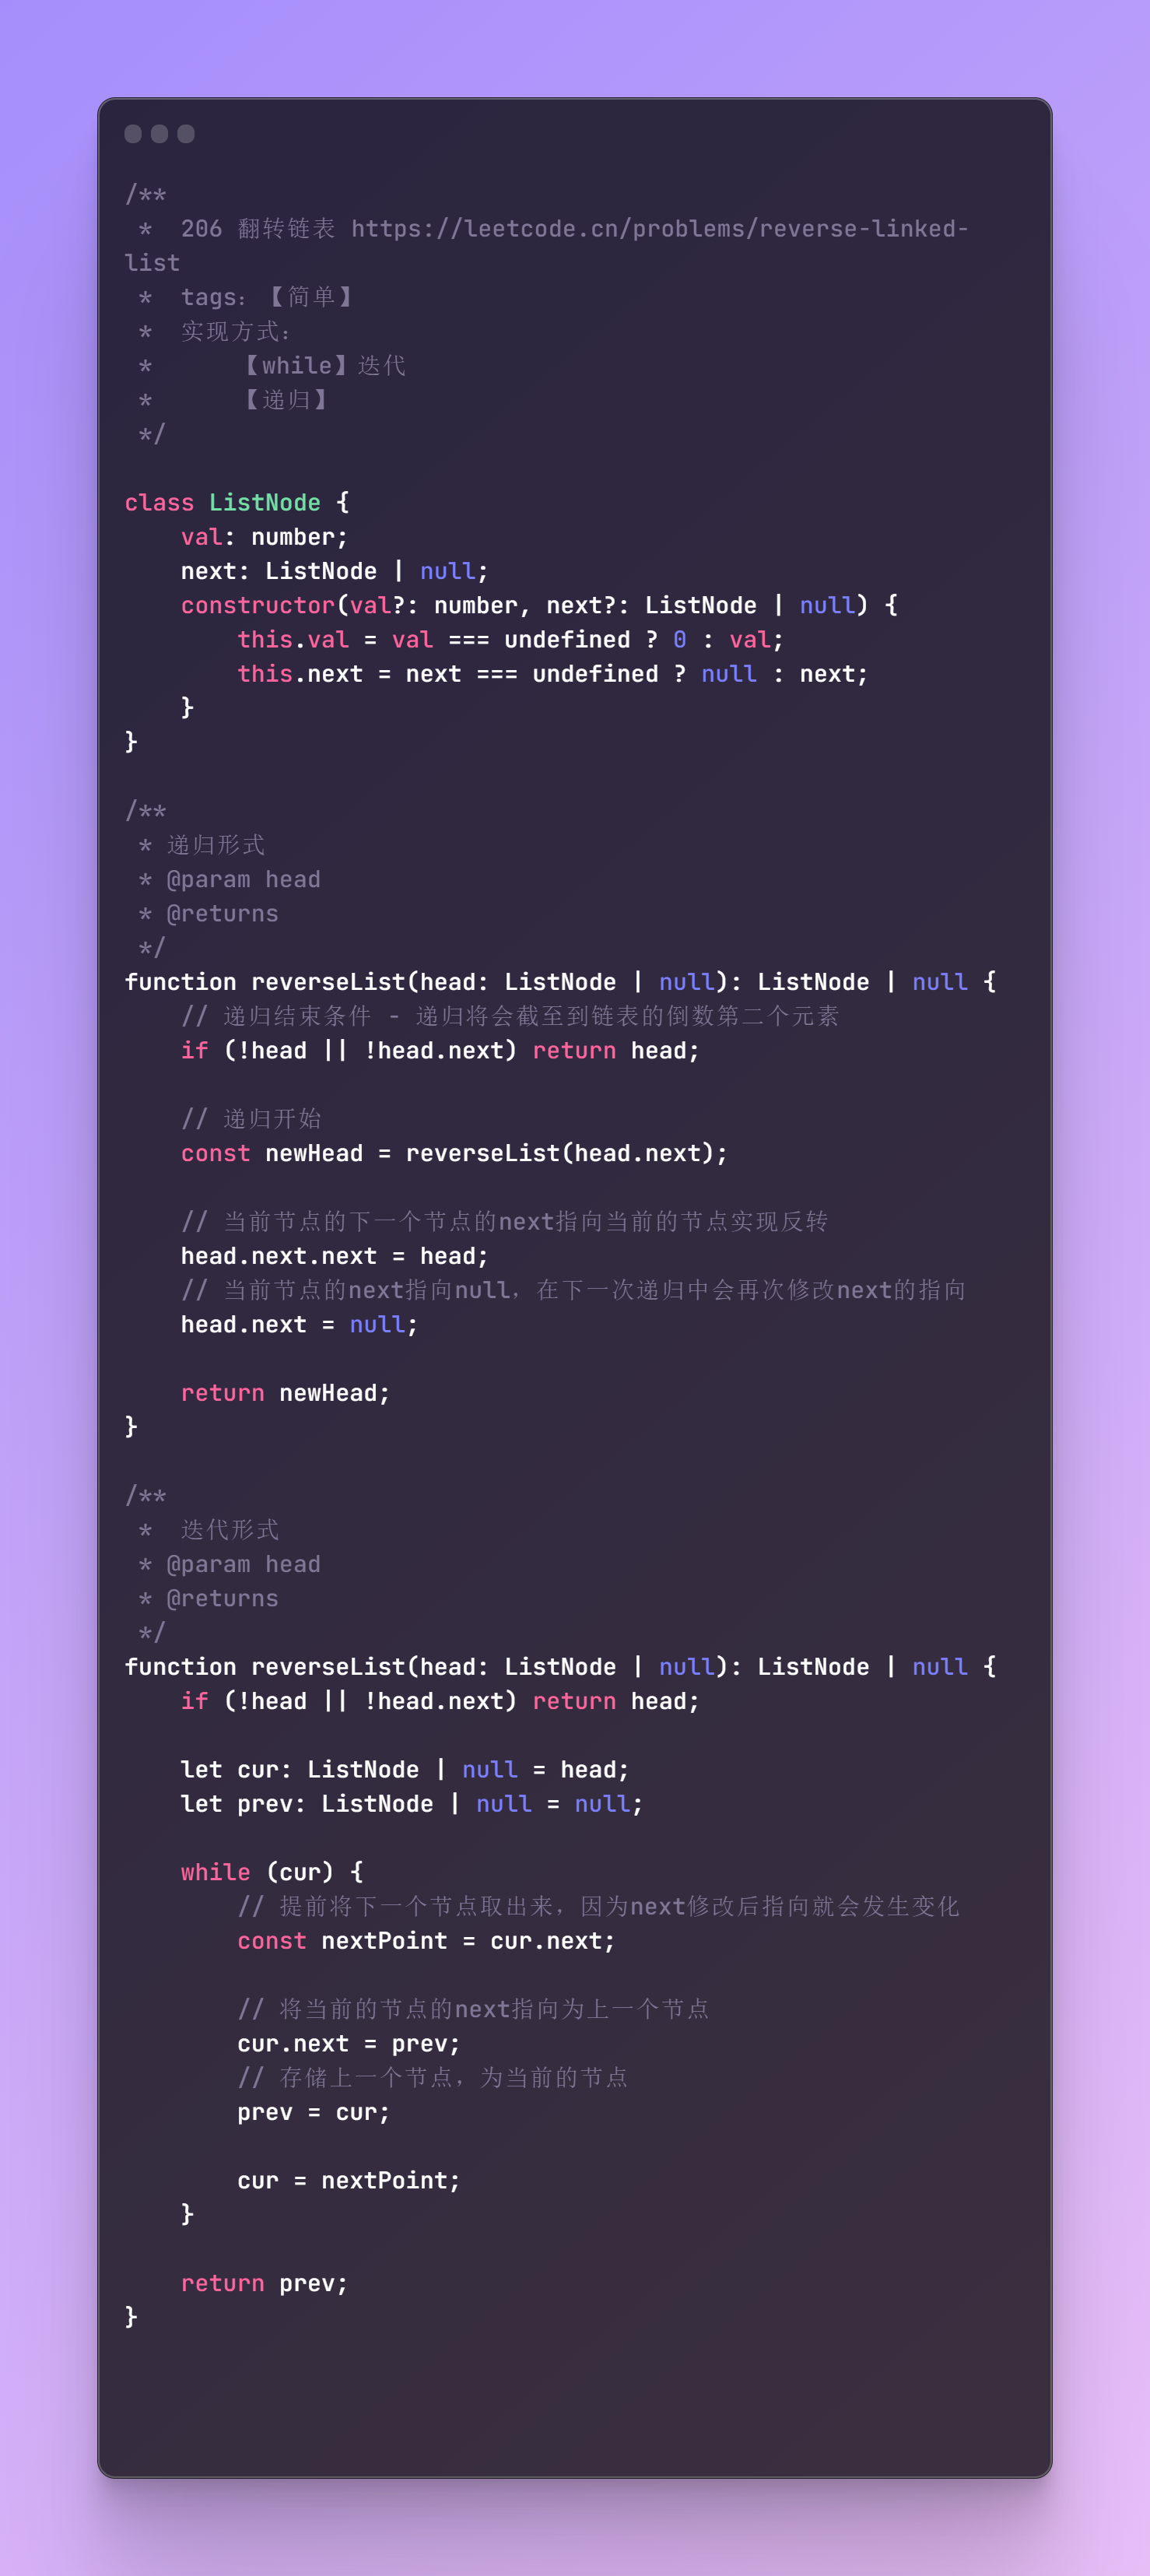 /**
 *  206 翻转链表 https://leetcode.cn/problems/reverse-linked-
list
 *  tags：【简单】
 *  实现方式：
 *      【while】迭代
 *      【递归】
 */
class ListNode {
    val: number;
    next: ListNode | null;
    constructor(val?: number, next?: ListNode | null) {
        this.val = val === undefined ? 0 : val;
        this.next = next === undefined ? null : next;
    }
}
/**
 * 递归形式
 * @param head
 * @returns
 */
function reverseList(head: ListNode | null): ListNode | null {
    // 递归结束条件 - 递归将会截至到链表的倒数第二个元素
    if (!head || !head.next) return head;
    // 递归开始
    const newHead = reverseList(head.next);
    // 当前节点的下一个节点的next指向当前的节点实现反转
    head.next.next = head;
    // 当前节点的next指向null，在下一次递归中会再次修改next的指向
    head.next = null;
    return newHead;
}
/**
 *  迭代形式
 * @param head
 * @returns
 */
function reverseList(head: ListNode | null): ListNode | null {
    if (!head || !head.next) return head;
    let cur: ListNode | null = head;
    let prev: ListNode | null = null;
    while (cur) {
        // 提前将下一个节点取出来，因为next修改后指向就会发生变化
        const nextPoint = cur.next;
        // 将当前的节点的next指向为上一个节点
        cur.next = prev;
        // 存储上一个节点，为当前的节点
        prev = cur;
        cur = nextPoint;
    }
    return prev;
}